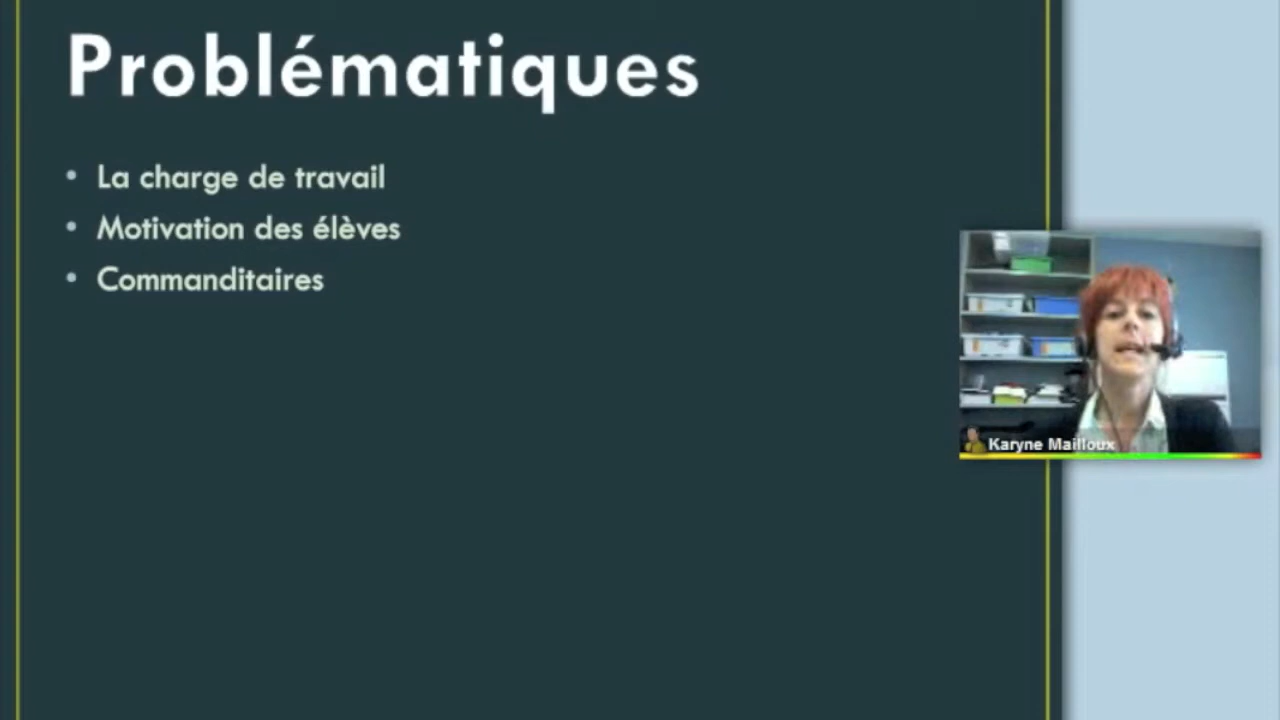 Problématiques
• La charge de travail
• Motivation des élèves
• Commanditaires
Karyne Mailloux